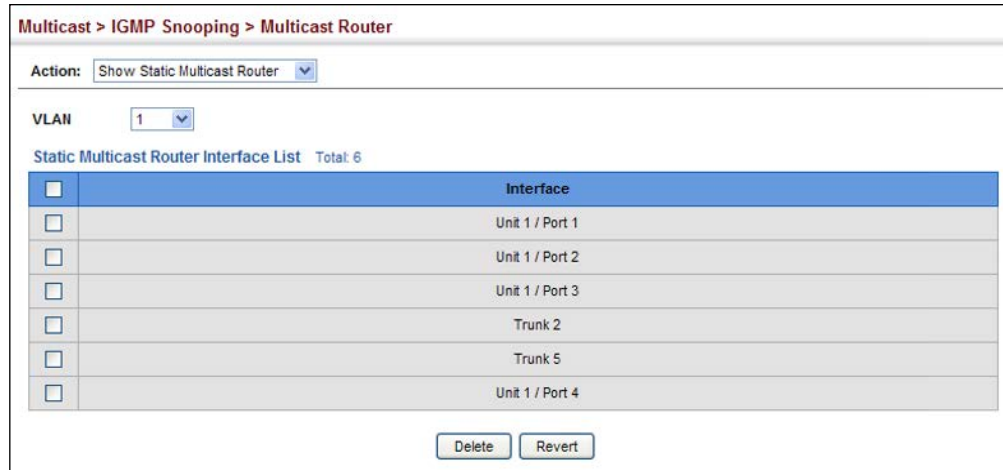 Multicast > IGMP Snooping > Multicast Router
Action: Show Static Multicast Router
VLAN 1
Static Multicast Router Interface List Total: 6
Interface
Unit 1 / Port 1
Unit 1 / Port 2
Unit 1 / Port 3
Trunk 2
Trunk 5
Unit 1 / Port 4
Delete Revert